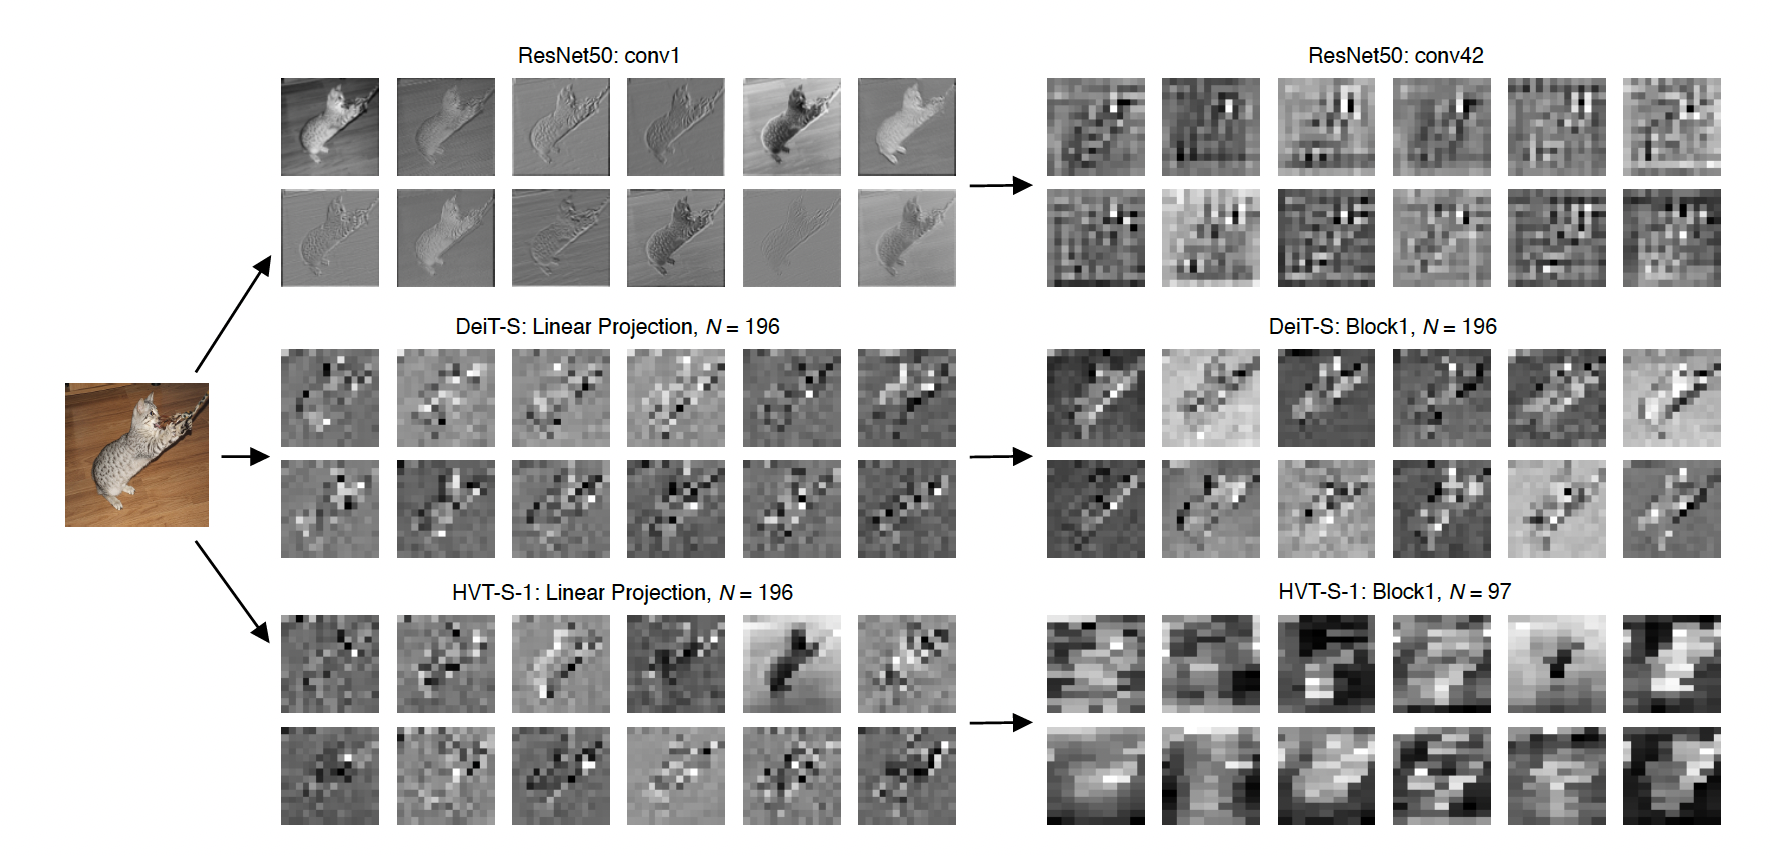 ResNet50: conv1
ResNet50: conv42
DeiT-S: Linear Projection, N = 196
DeiT-S: Block1, N = 196
HVT-S-1: Linear Projection, N = 196
HVT-S-1: Block1, N = 97